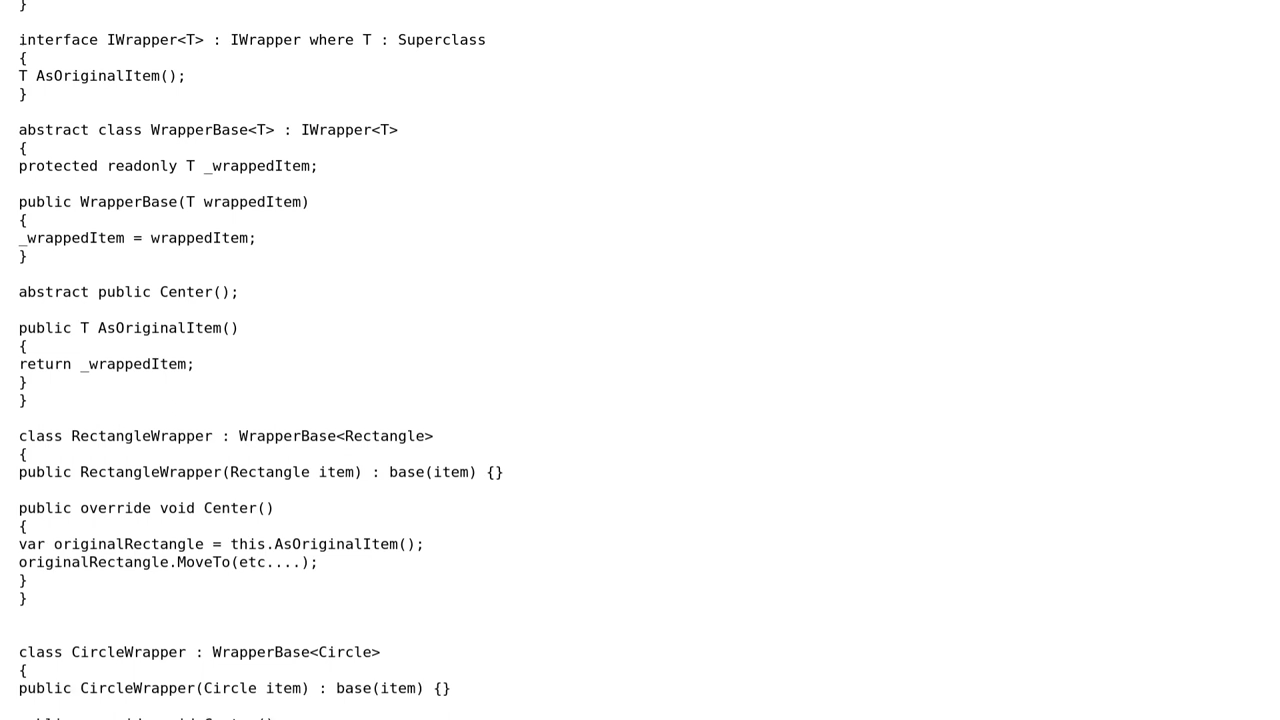 }
interface IWrapper<T> : IWrapper where T : Superclass
{
T AsOriginalItem();
}
abstract class WrapperBase<T> : IWrapper<T>
{
protected readonly T _wrappedItem;
public WrapperBase(T wrappedItem)
{
_wrappedItem = wrappedItem;
}
abstract public Center();
public T AsOriginalItem()
{
return _wrappedItem;
}
}
class RectangleWrapper : WrapperBase<Rectangle>
{
public RectangleWrapper(Rectangle item) : base(item) {}
public override void Center()
{
var originalRectangle = this.AsOriginalItem();
originalRectangle.MoveTo(etc....);
}
}
class CircleWrapper : WrapperBase<Circle>
{
public CircleWrapper(Circle item) : base(item) {}